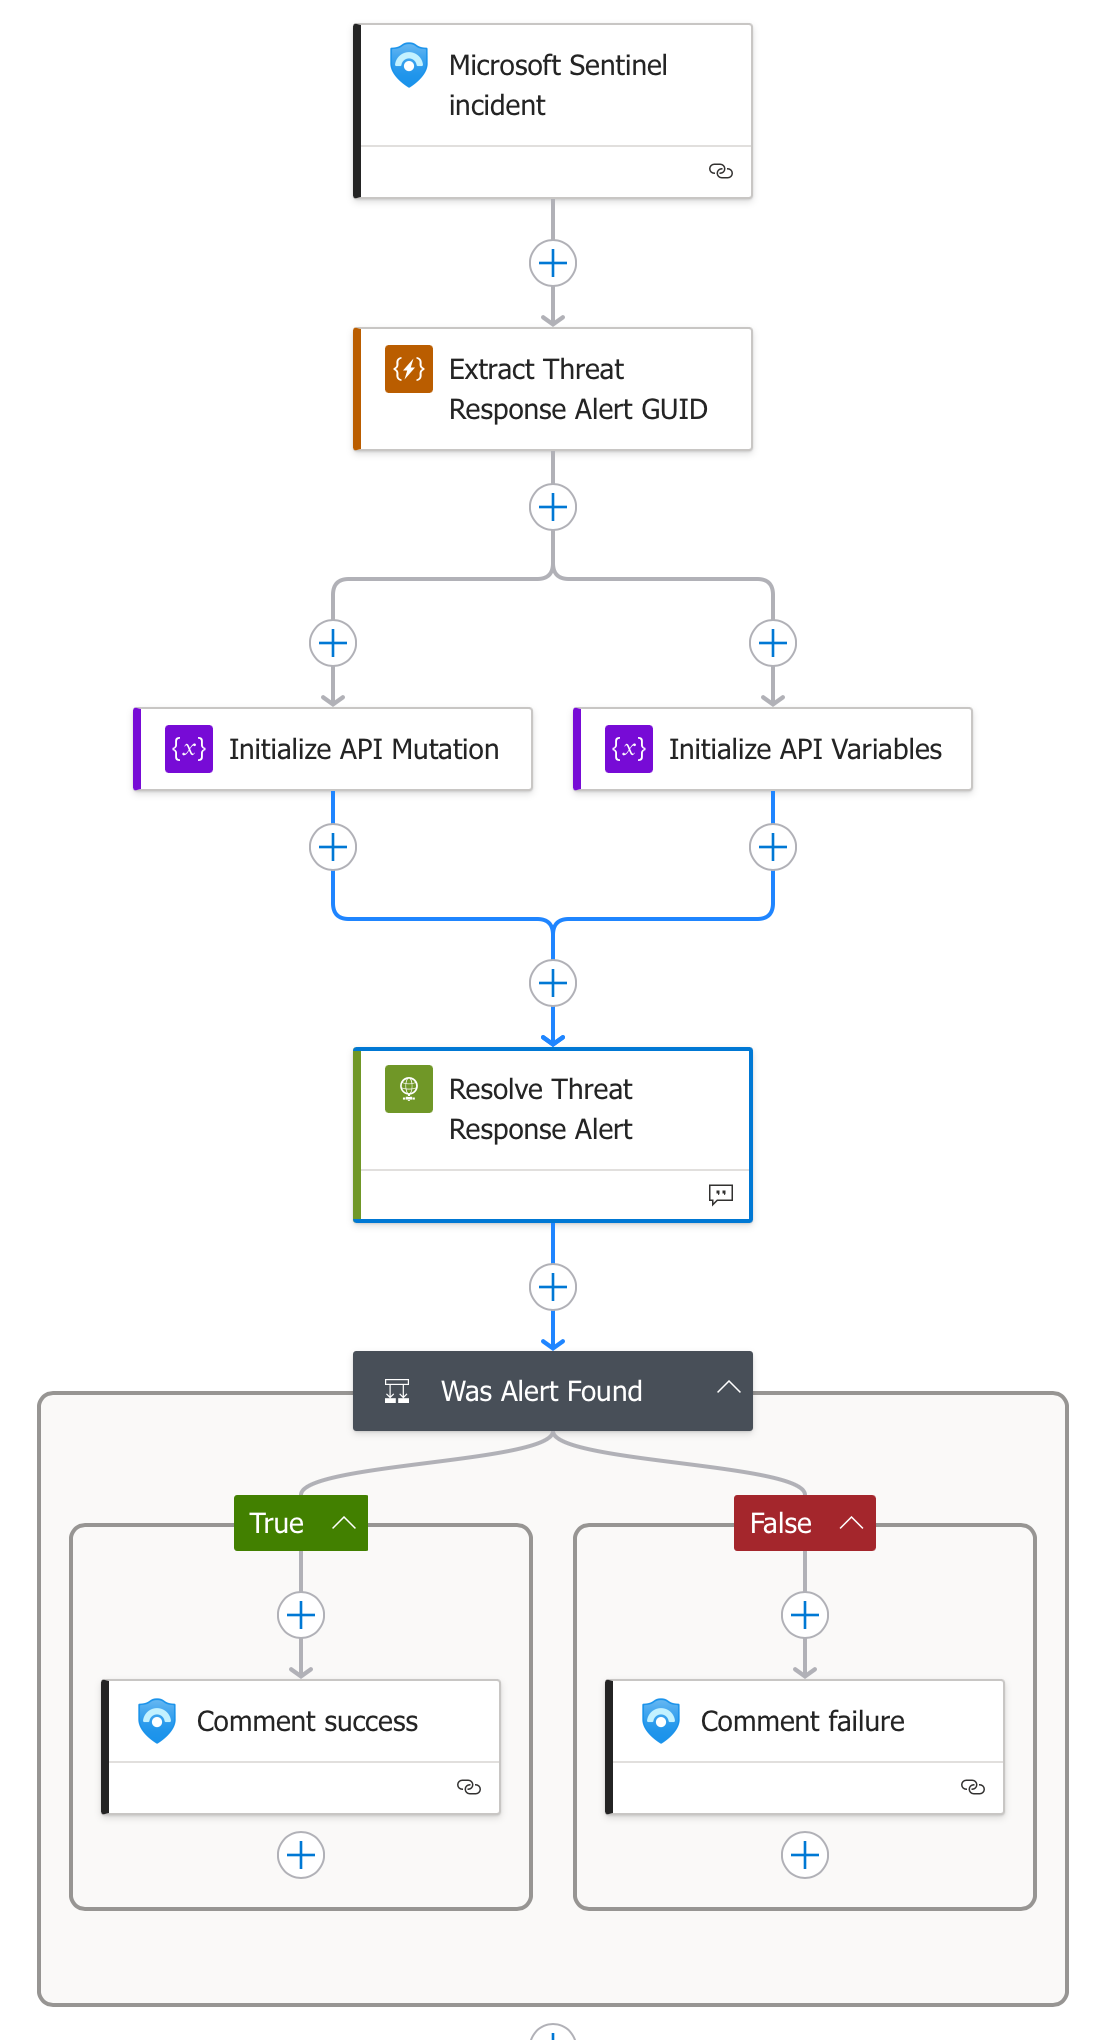 Microsoft Sentinel
incident
Extract Threat
Response Alert GUID
Initialize API Mutation
Initialize API Variables
Resolve Threat
Response Alert
Was Alert Found
True
False
Comment success
Comment failure